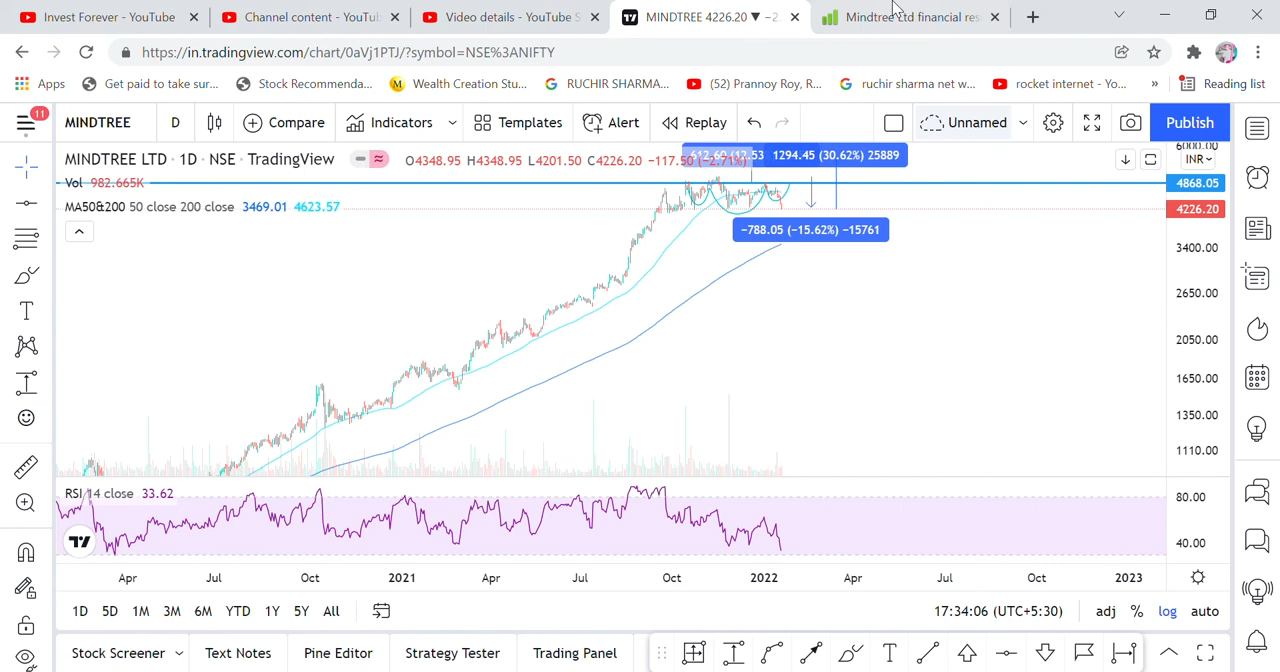 Invest Forever - YouTube
Channel content - YouTub
Video details - YouTube S
MINDTREE 4226.20 ▼ −2.
Mindtree Ltd financial res
https://in.tradingview.com/chart/0aVj1PTJ/?symbol=NSE%3ANIFTY
Apps
Get paid to take sur...
Stock Recommenda...
Wealth Creation Stu...
RUCHIR SHARMA...
(52) Prannoy Roy, R...
ruchir sharma net w...
rocket internet - Yo...
»
Reading list
11
MINDTREE
D
Compare
Indicators
Templates
Alert
Replay
Unnamed
Publish
MINDTREE LTD · 1D · NSE · TradingView
O4348.95 H4348.95 L4201.50 C4226.20 −117.50 (−2.71%)
1294.45 (30.62%) 25889
Vol 982.665K
MA50&200 50 close 200 close 3469.01 4623.57
−788.05 (−15.62%) −15761
6000.00
INR
4868.05
4226.20
3400.00
2650.00
2050.00
1650.00
1350.00
1110.00
RSI 14 close 33.62
80.00
40.00
Apr Jul Oct 2021 Apr Jul Oct 2022 Apr Jul Oct 2023
1D 5D 1M 3M 6M YTD 1Y 5Y All
17:34:06 (UTC+5:30)
adj % log auto
Stock Screener
Text Notes
Pine Editor
Strategy Tester
Trading Panel